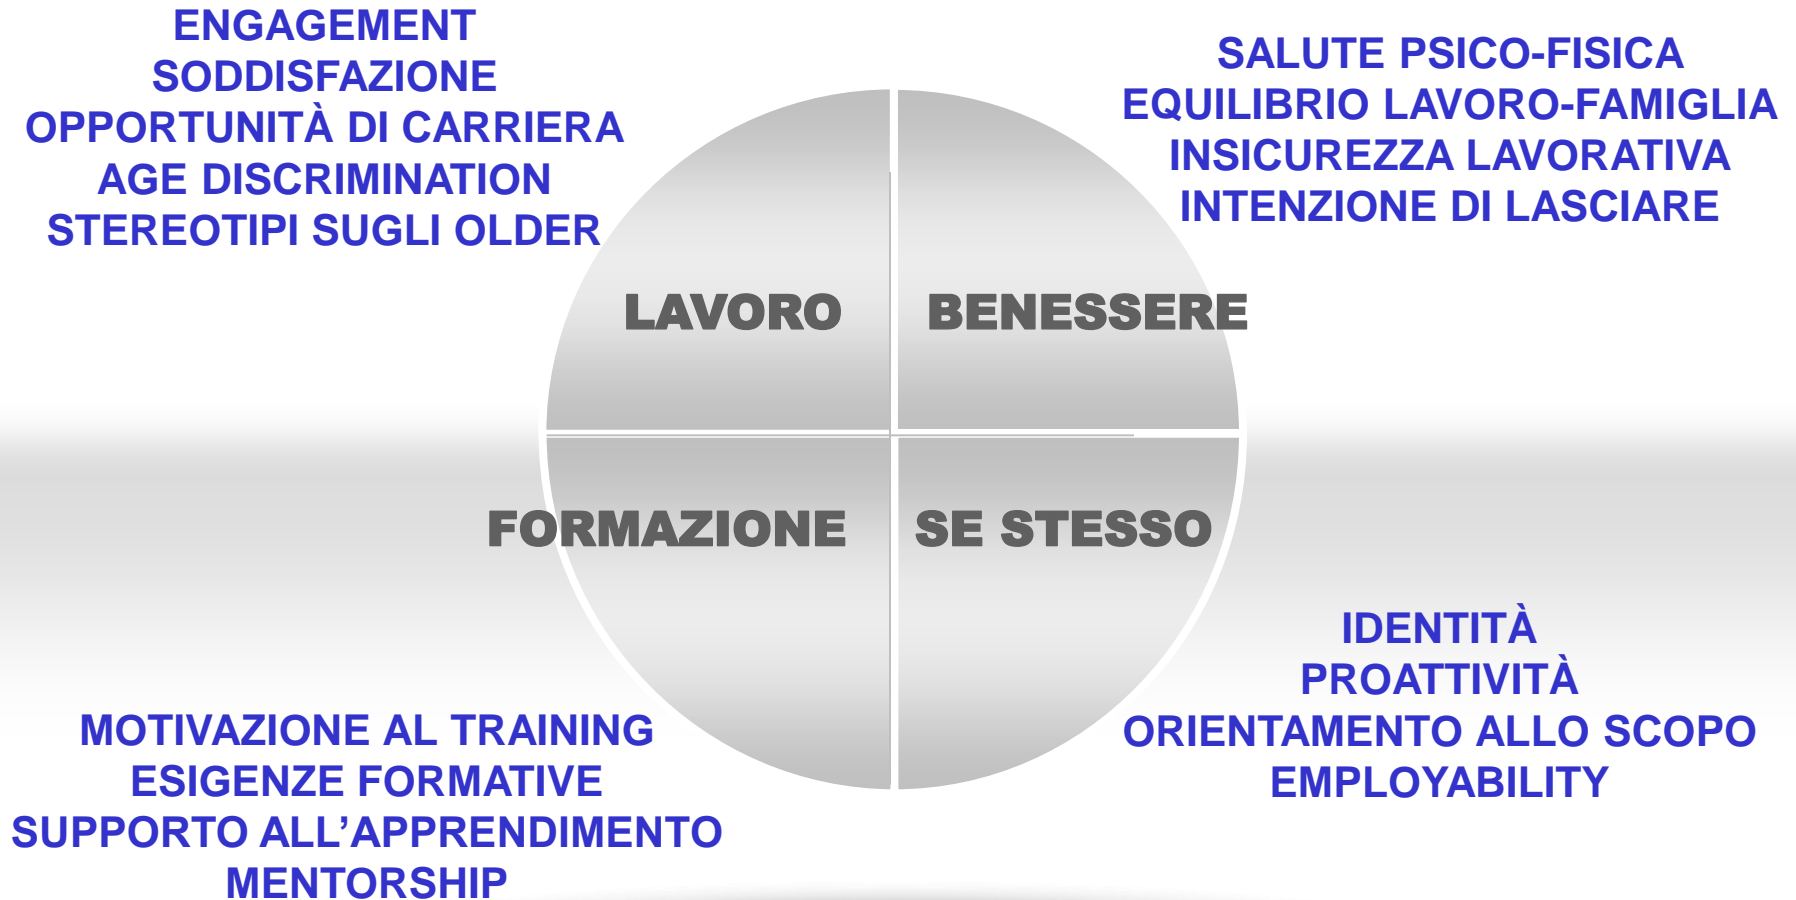 ENGAGEMENT
SODDISFAZIONE
OPPORTUNITÀ DI CARRIERA
AGE DISCRIMINATION
STEREOTIPI SUGLI OLDER
SALUTE PSICO-FISICA
EQUILIBRIO LAVORO-FAMIGLIA
INSICUREZZA LAVORATIVA
INTENZIONE DI LASCIARE
LAVORO
BENESSERE
FORMAZIONE
SE STESSO
MOTIVAZIONE AL TRAINING
ESIGENZE FORMATIVE
SUPPORTO ALL’APPRENDIMENTO
MENTORSHIP
IDENTITÀ
PROATTIVITÀ
ORIENTAMENTO ALLO SCOPO
EMPLOYABILITY